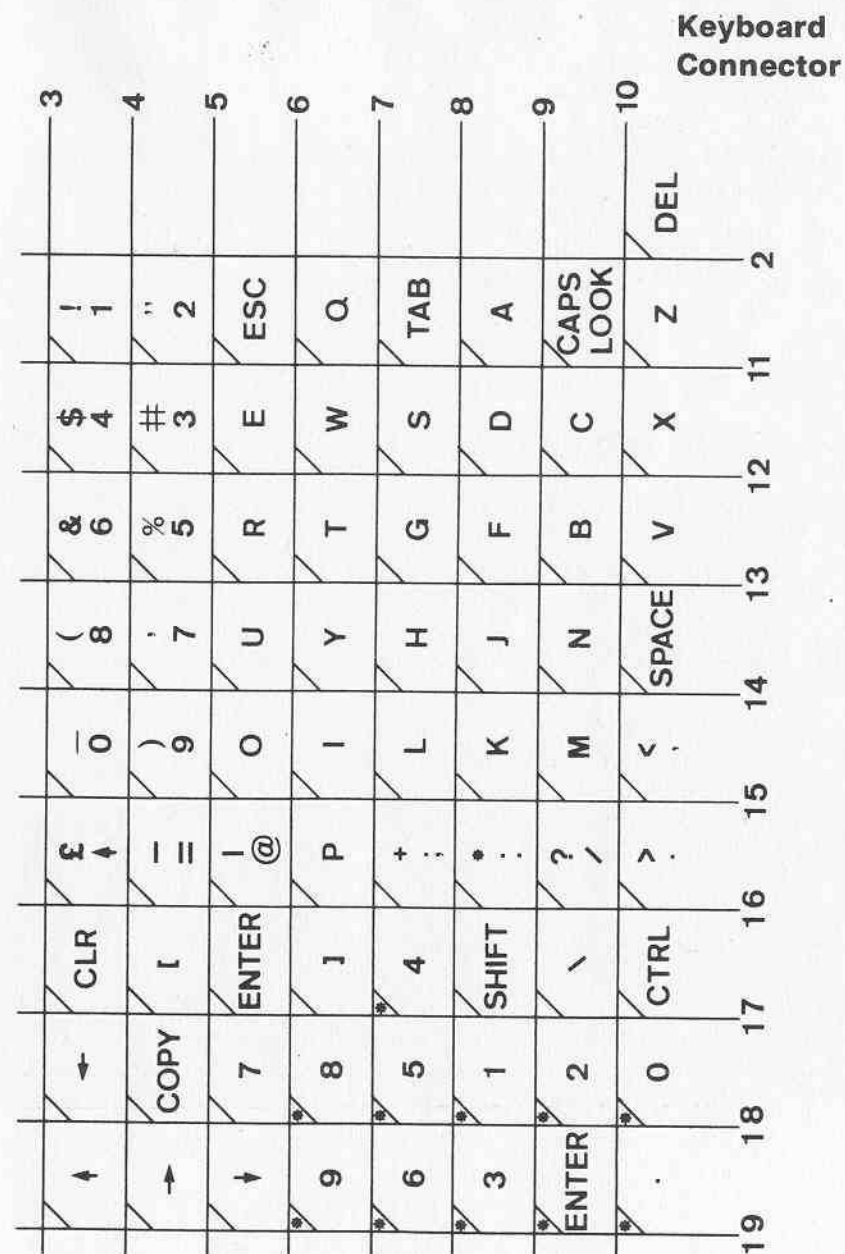 Keyboard
Connector
↑ ← CLR £ _ ( & $ ! 3
↑ 0 8 6 4 1
→ COPY [ – ) ' % # " 4
= 9 7 5 3 2
↓ 7 ENTER | O U R E ESC 5
@
* 9 * 8 ] P I Y T W Q 6
* 6 * 5 * 4 + L H G S TAB 7
;
* 3 * 1 SHIFT * K J F D A 8
:
* ENTER * 2 \ ? M N B C CAPS 9
/ LOOK
* . * 0 CTRL > < SPACE V X Z DEL 10
. ,
19 18 17 16 15 14 13 12 11 2